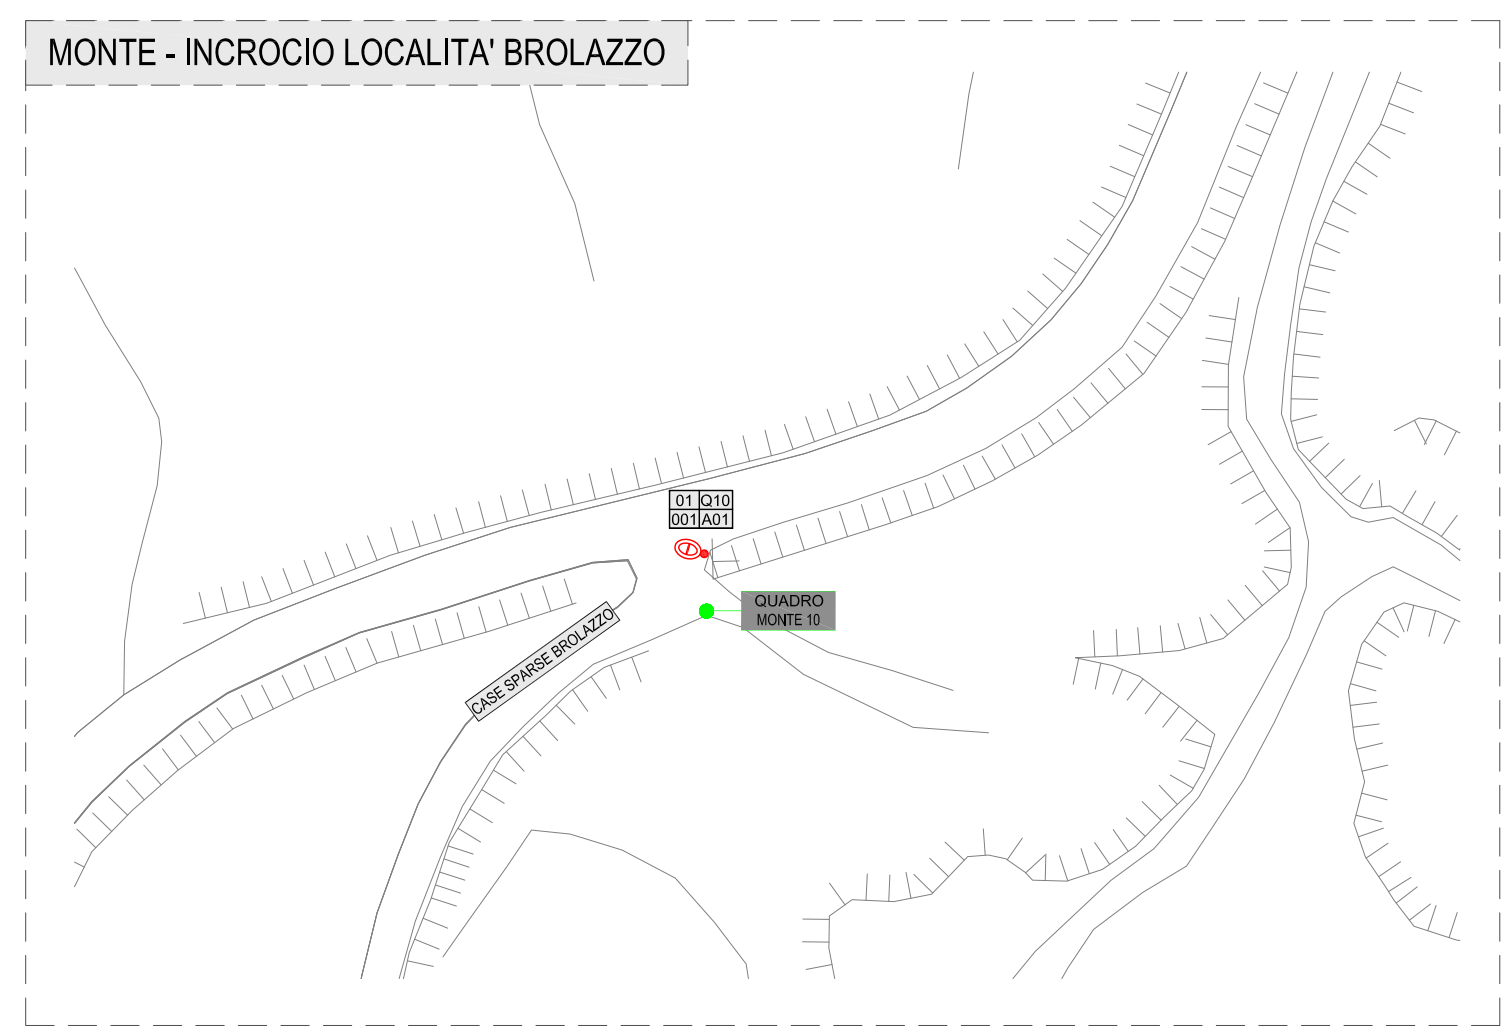 MONTE - INCROCIO LOCALITA' BROLAZZO
01 Q10
001 A01
QUADRO
MONTE 10
CASE SPARSE BROLAZZO